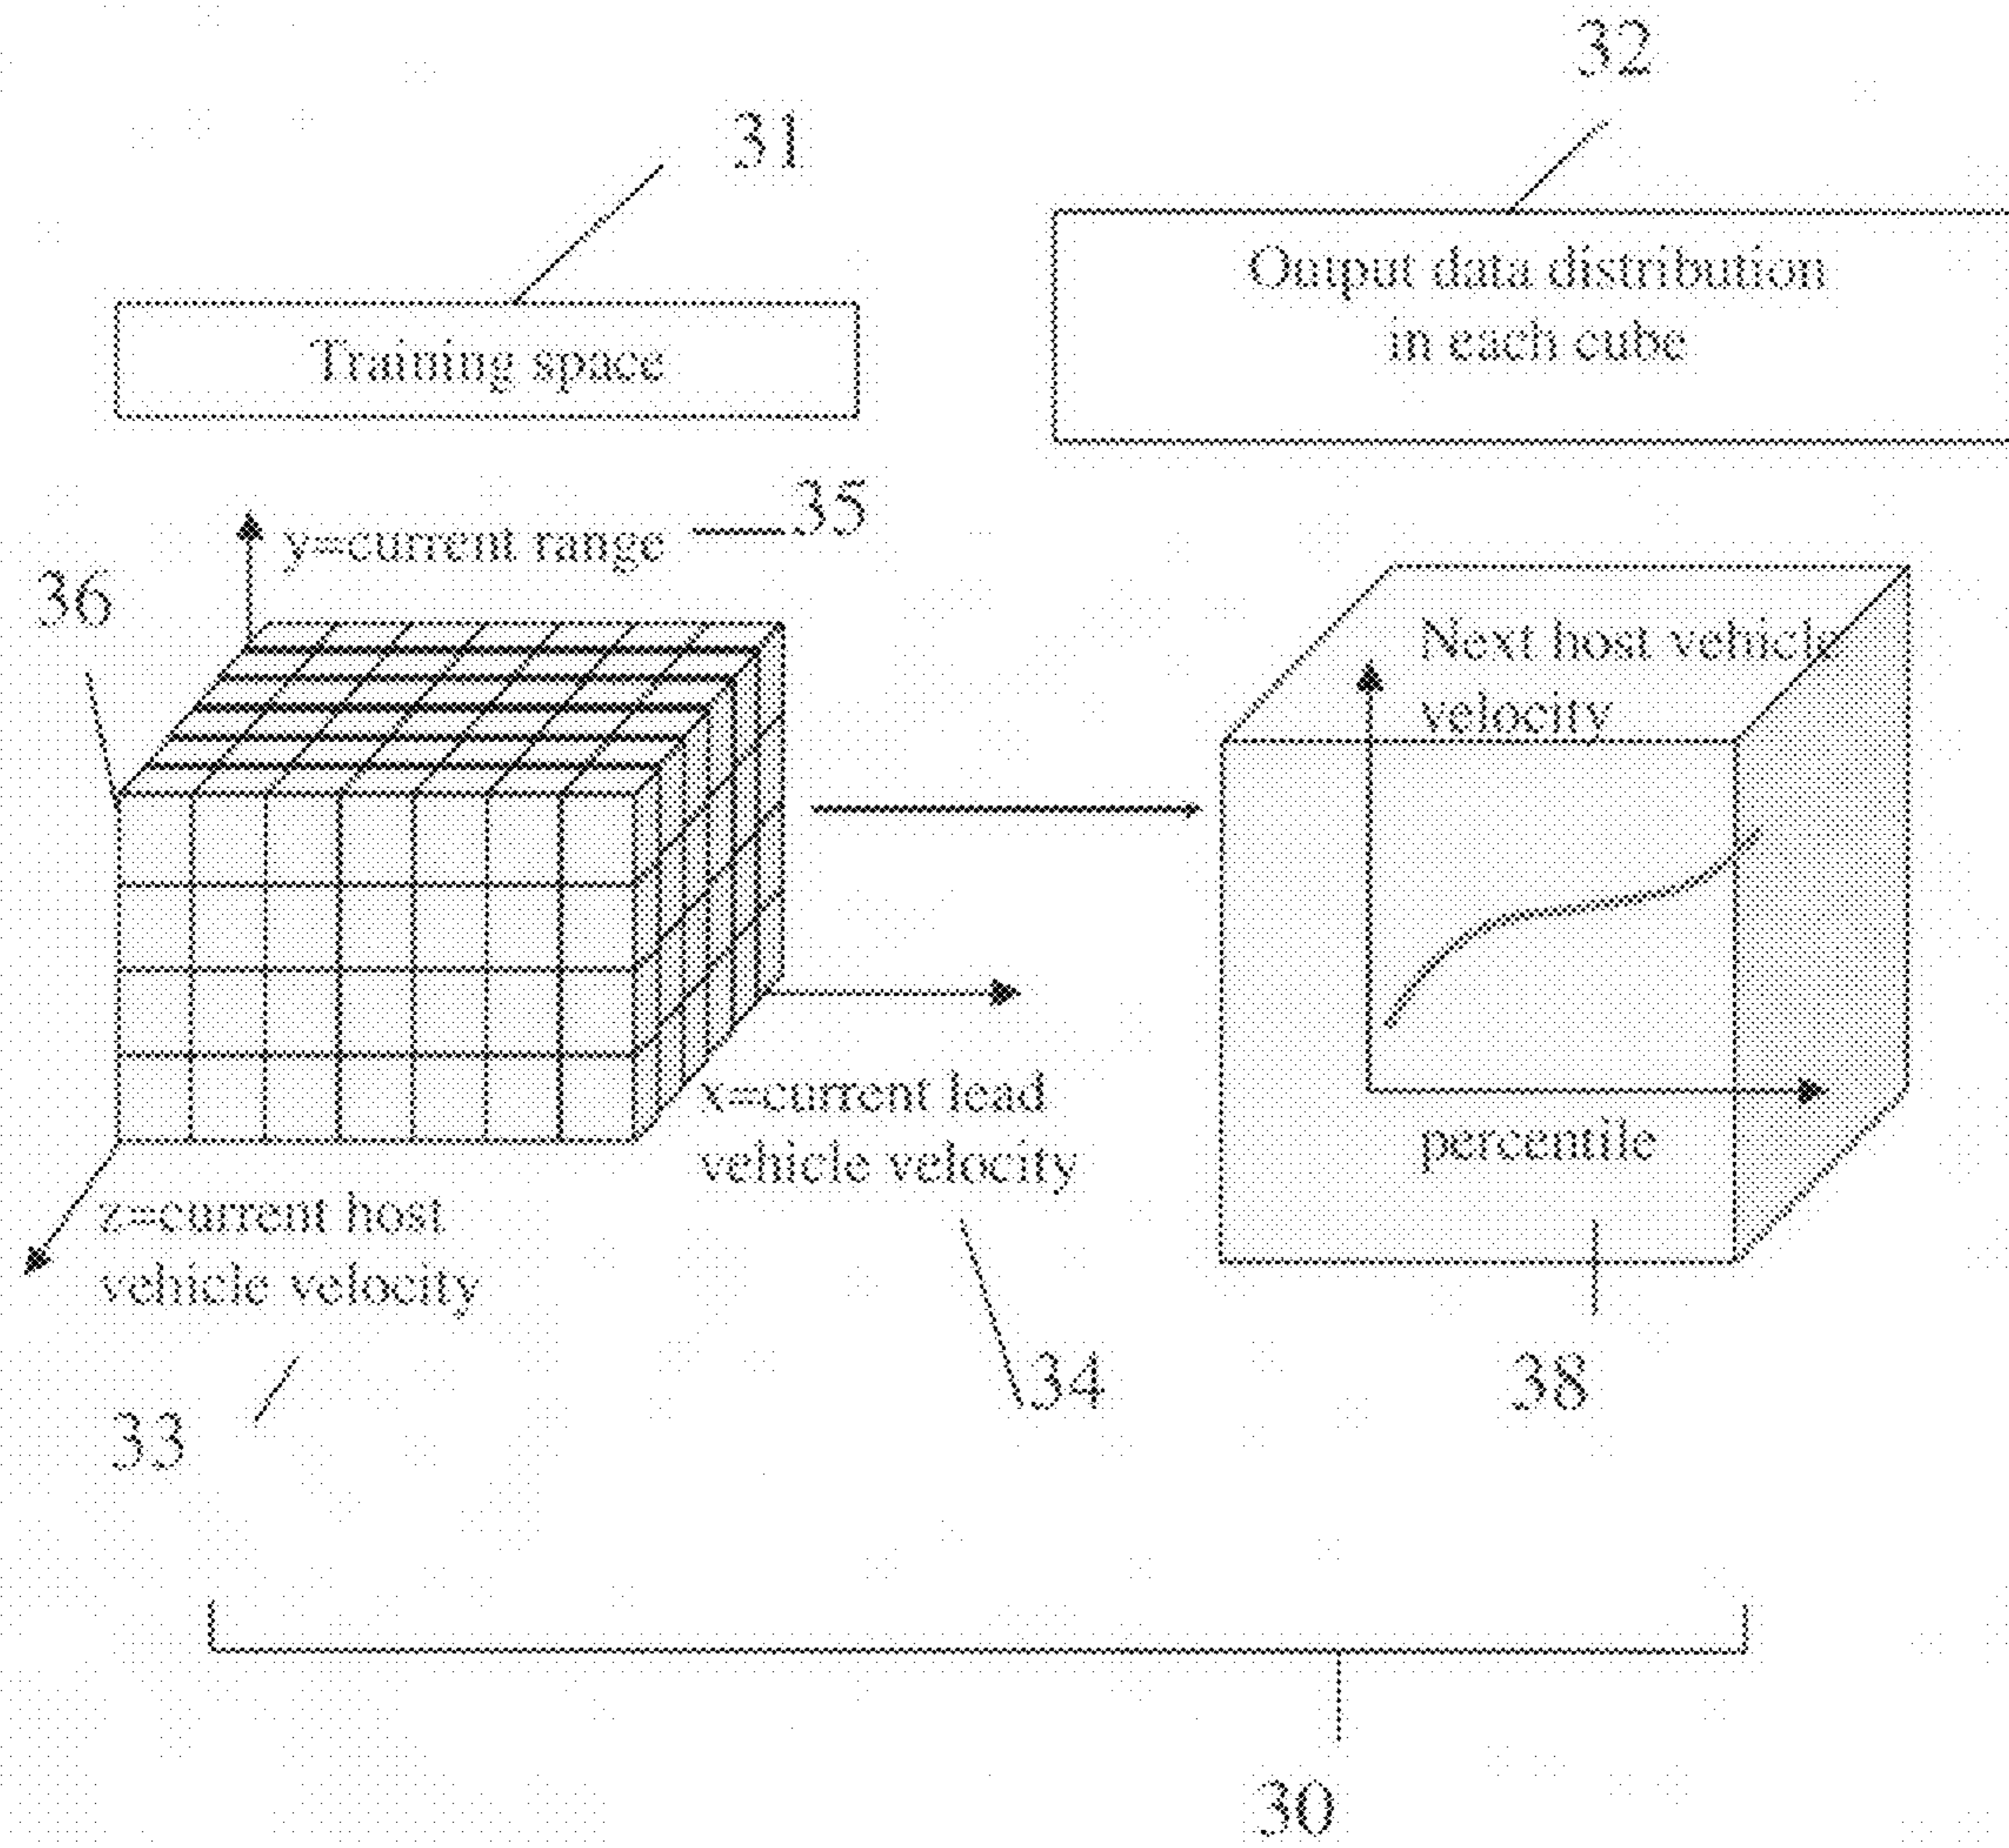 32
31
Output data distribution
in each cube
Training space
y=current range
35
36
Next host vehicle
velocity
x=current lead
vehicle velocity
percentile
z=current host
vehicle velocity
34
38
33
30